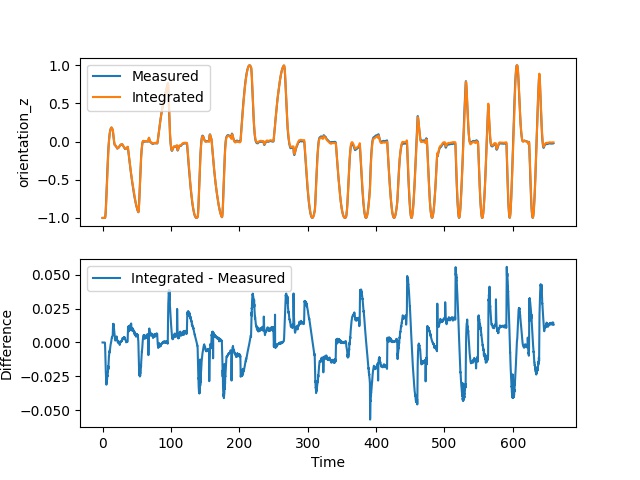 1.0
0.5
0.0
−0.5
−1.0
orientation_z
Measured
Integrated
0.050
0.025
0.000
−0.025
−0.050
Difference
Integrated - Measured
0 100 200 300 400 500 600
Time